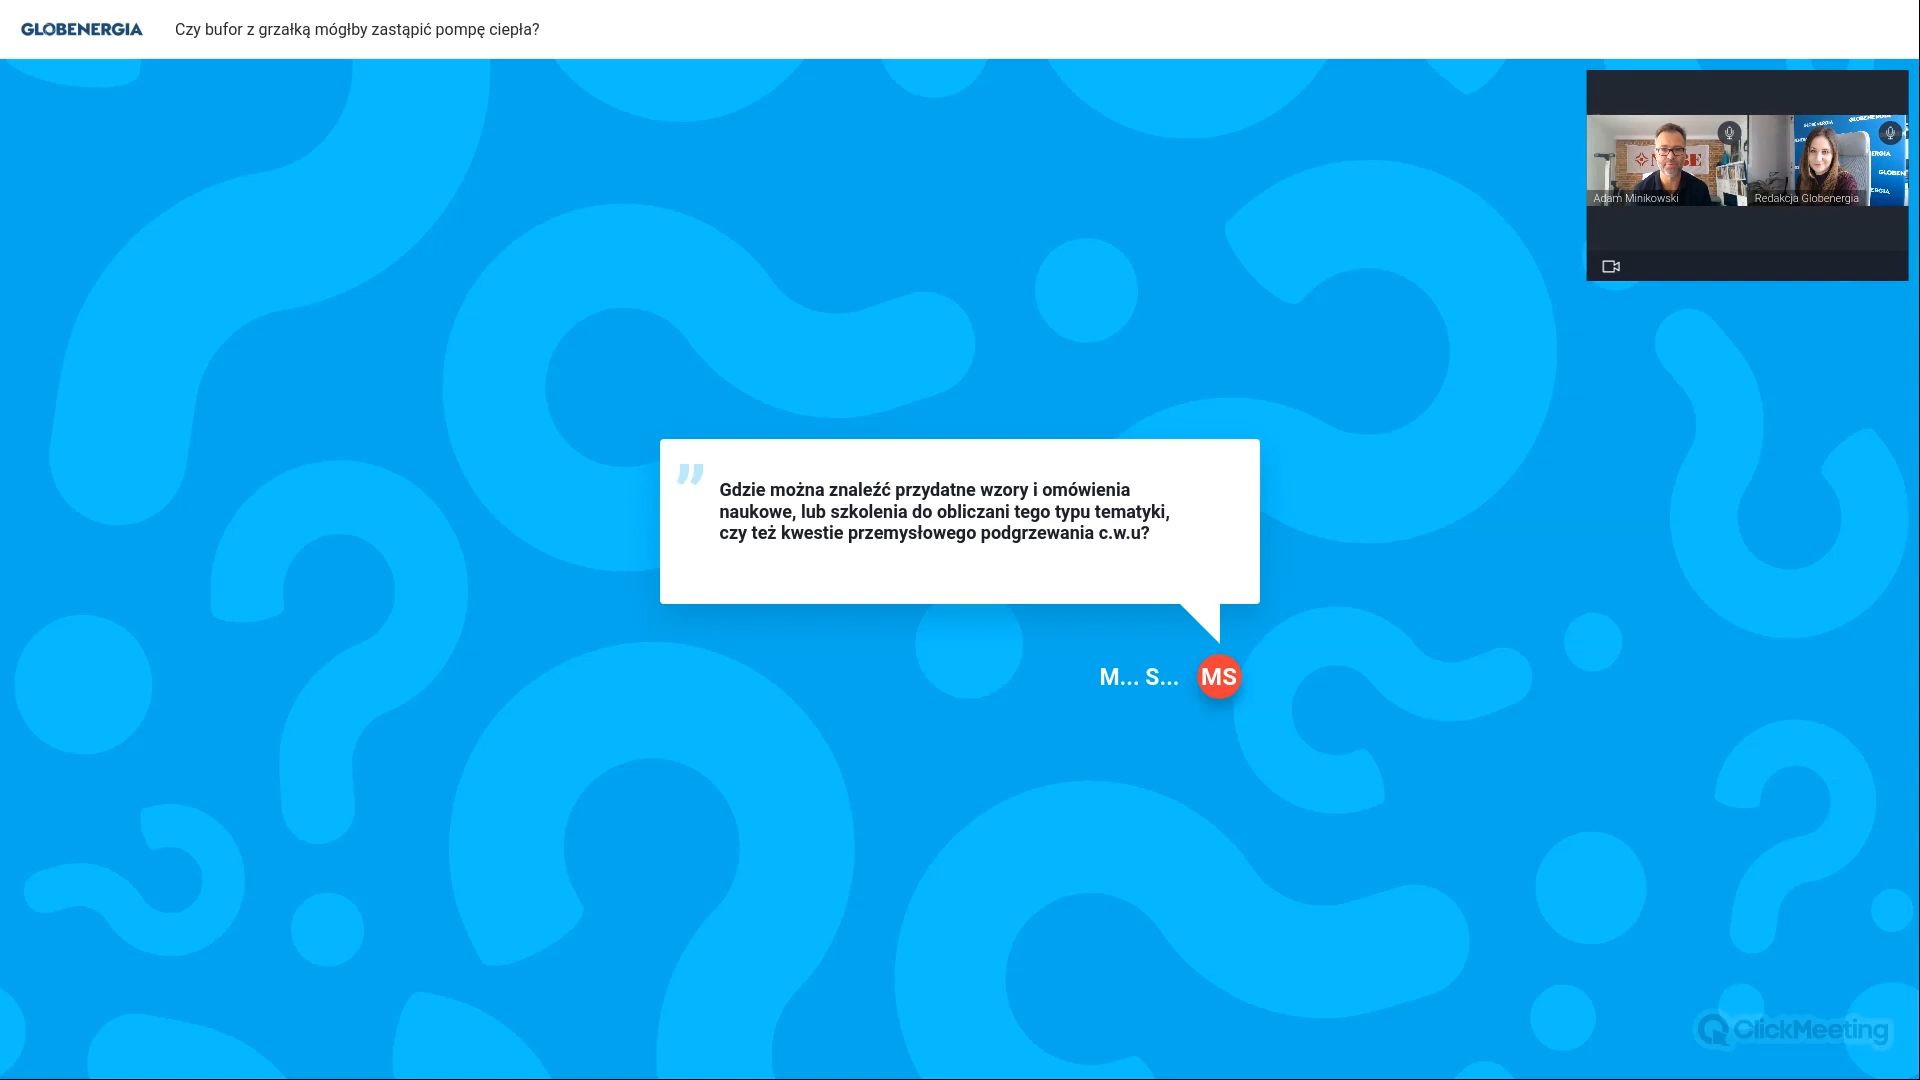 GLOBENERGIA
Czy bufor z grzałką mógłby zastąpić pompę ciepła?
Adam Minikowski
Redakcja Globenergia
Gdzie można znaleźć przydatne wzory i omówienia
naukowe, lub szkolenia do obliczani tego typu tematyki,
czy też kwestie przemysłowego podgrzewania c.w.u?
M... S...
MS
ClickMeeting